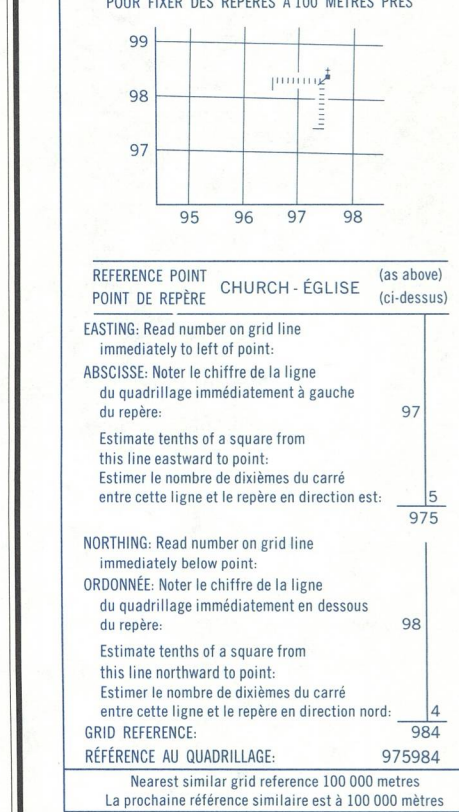 POUR FIXER DES REPÈRES À 100 MÈTRES PRÈS
99
98
97
95 96 97 98
REFERENCE POINT
POINT DE REPÈRE
CHURCH - ÉGLISE
(as above)
(ci-dessus)
EASTING: Read number on grid line
immediately to left of point:
ABSCISSE: Noter le chiffre de la ligne
du quadrillage immédiatement à gauche
du repère: 97
Estimate tenths of a square from
this line eastward to point:
Estimer le nombre de dixièmes du carré
entre cette ligne et le repère en direction est: 5
975
NORTHING: Read number on grid line
immediately below point:
ORDONNÉE: Noter le chiffre de la ligne
du quadrillage immédiatement en dessous
du repère: 98
Estimate tenths of a square from
this line northward to point:
Estimer le nombre de dixièmes du carré
entre cette ligne et le repère en direction nord: 4
GRID REFERENCE: 984
RÉFÉRENCE AU QUADRILLAGE: 975984
Nearest similar grid reference 100 000 metres
La prochaine référence similaire est à 100 000 mètres